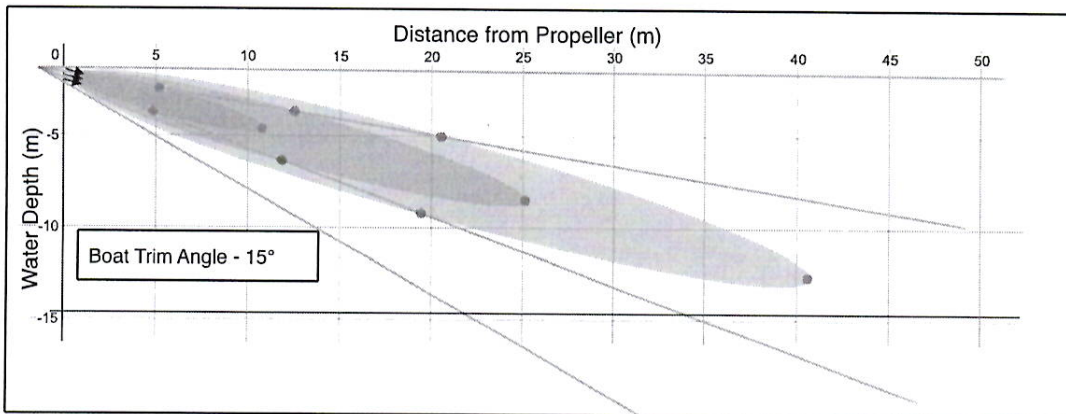 Distance from Propeller (m)
0 5 10 15 20 25 30 35 40 45 50
Water Depth (m)
-5
-10
-15
Boat Trim Angle - 15°